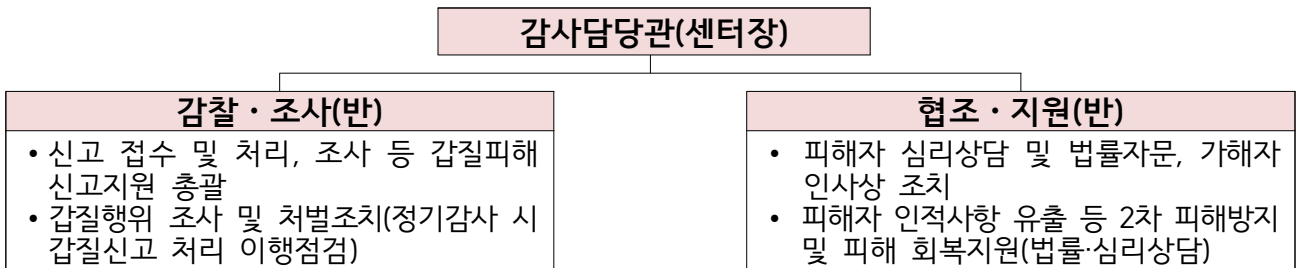 감사담당관(센터장)
감찰·조사(반)
• 신고 접수 및 처리, 조사 등 갑질피해
신고지원 총괄
• 갑질행위 조사 및 처벌조치(정기감사 시
갑질신고 처리 이행점검)
협조·지원(반)
• 피해자 심리상담 및 법률자문, 가해자
인사상 조치
• 피해자 인적사항 유출 등 2차 피해방지
및 피해 회복지원(법률·심리상담)